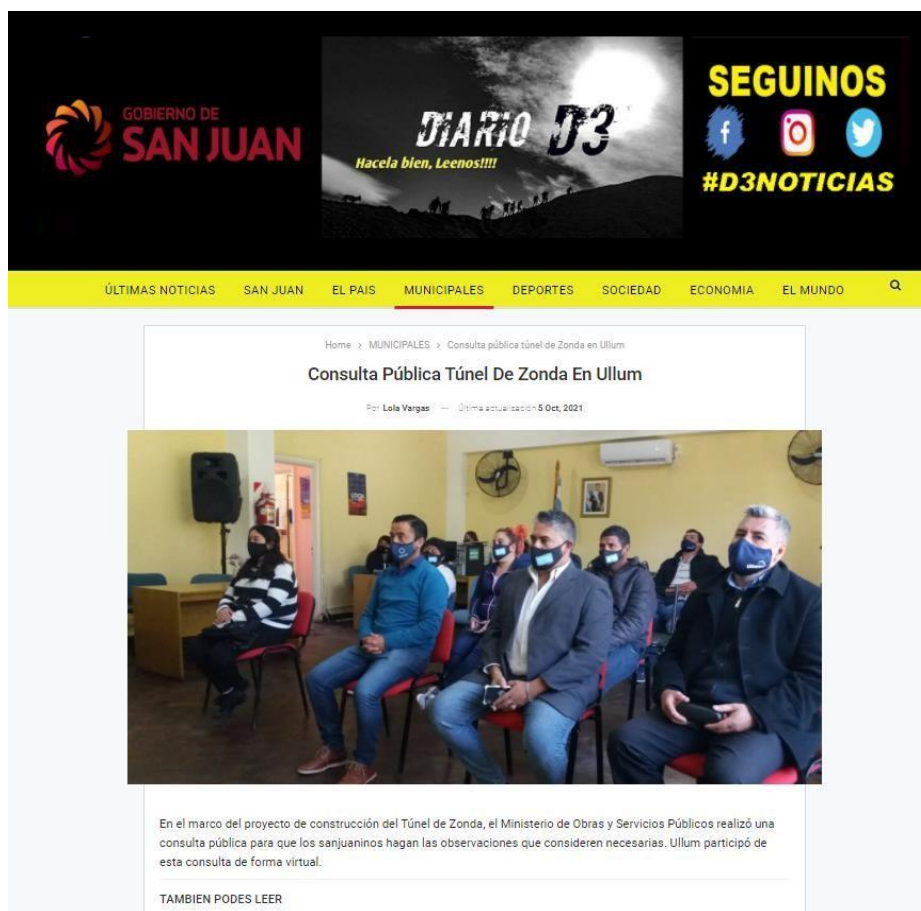 GOBIERNO DE
SAN JUAN
DIARIO D3
Hacela bien, Leenos!!!!
SEGUINOS
#D3NOTICIAS
ÚLTIMAS NOTICIAS SAN JUAN EL PAIS MUNICIPALES DEPORTES SOCIEDAD ECONOMIA EL MUNDO
Home > MUNICIPALES > Consulta pública túnel de Zonda en Ullum
Consulta Pública Túnel De Zonda En Ullum
Por Lola Vargas — Última actualización 5 Oct, 2021
En el marco del proyecto de construcción del Túnel de Zonda, el Ministerio de Obras y Servicios Públicos realizó una
consulta pública para que los sanjuaninos hagan las observaciones que consideren necesarias. Ullum participó de
esta consulta de forma virtual.
TAMBIEN PODES LEER